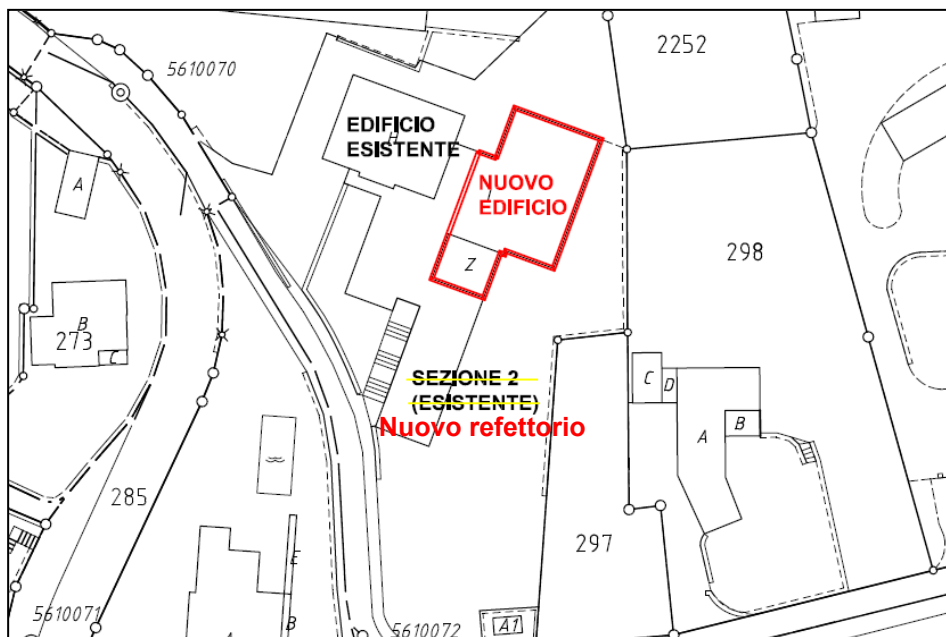 2252
5610070
EDIFICIO
ESISTENTE
H
NUOVO
EDIFICIO
A
Z
298
B
273
C
SEZIONE 2
(ESISTENTE)
Nuovo refettorio
C
D
A
B
285
297
E
5610071
A
B
5610072
A1